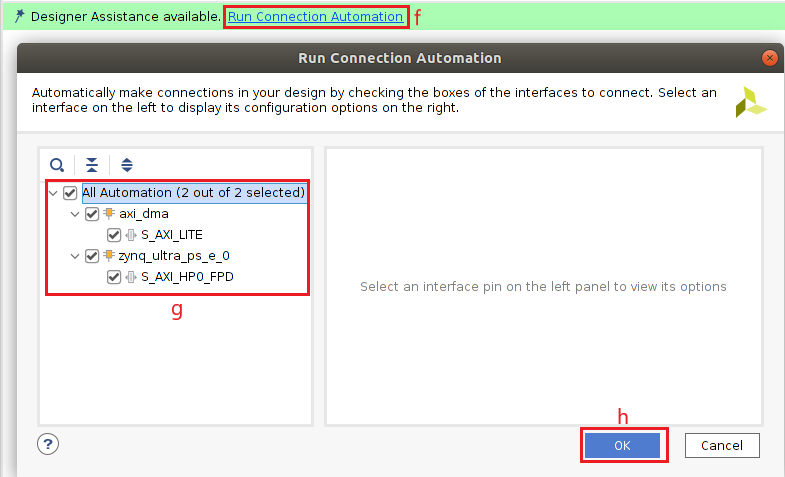 Designer Assistance available. Run Connection Automation f
Run Connection Automation
Automatically make connections in your design by checking the boxes of the interfaces to connect. Select an
interface on the left to display its configuration options on the right.
All Automation (2 out of 2 selected)
axi_dma
S_AXI_LITE
zynq_ultra_ps_e_0
S_AXI_HP0_FPD
g
Select an interface pin on the left panel to view its options
h
?
OK
Cancel